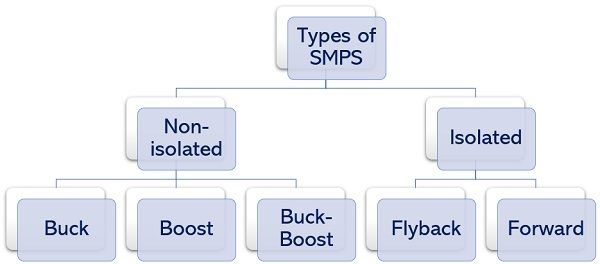 Types of
SMPS
Non-
isolated
Isolated
Buck
Boost
Buck-
Boost
Flyback
Forward